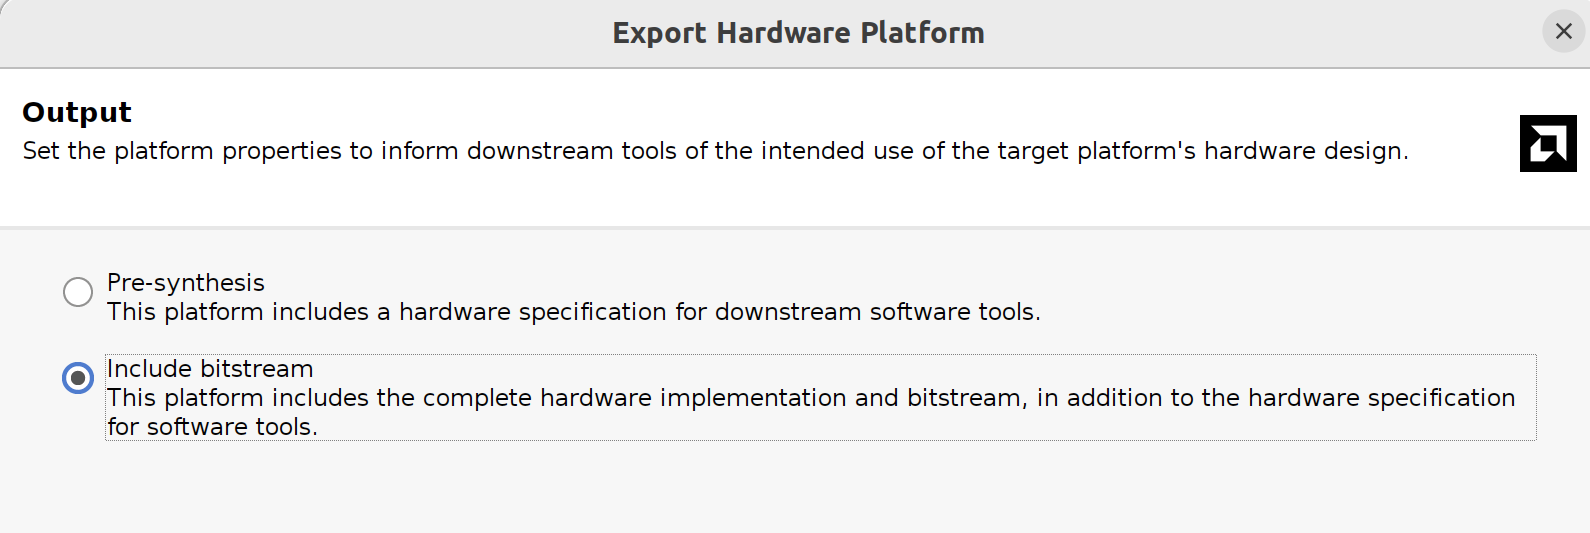 Export Hardware Platform
Output
Set the platform properties to inform downstream tools of the intended use of the target platform's hardware design.
Pre-synthesis
This platform includes a hardware specification for downstream software tools.
Include bitstream
This platform includes the complete hardware implementation and bitstream, in addition to the hardware specification
for software tools.